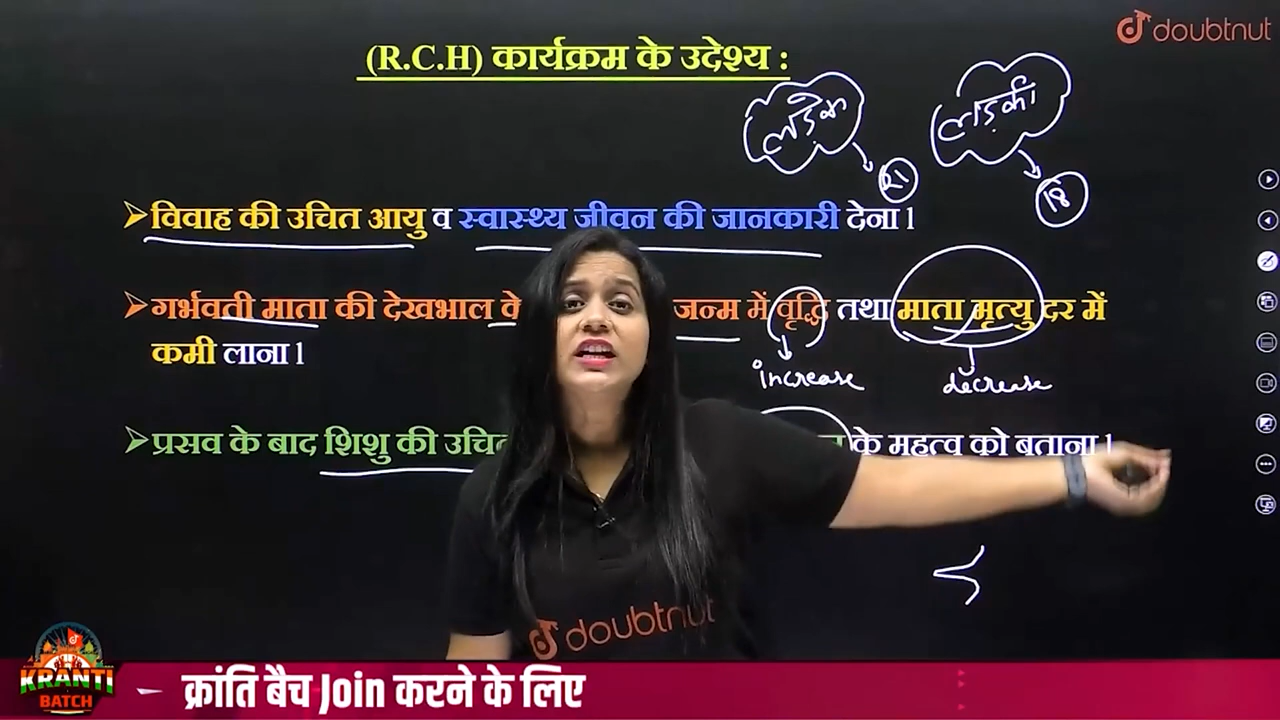 doubtnut
(R.C.H) कार्यक्रम के उदेश्य :
लड़का
लड़की
21
18
विवाह की उचित आयु व स्वास्थ्य जीवन की जानकारी देना l
गर्भवती माता की देखभाल के जन्म में वृद्धि तथा माता मृत्यु दर में
कमी लाना l
increase
decrease
प्रसव के बाद शिशु की के महत्व को बताना l
doubtnut
KRANTI
BATCH
क्रांति बैच Join करने के लिए